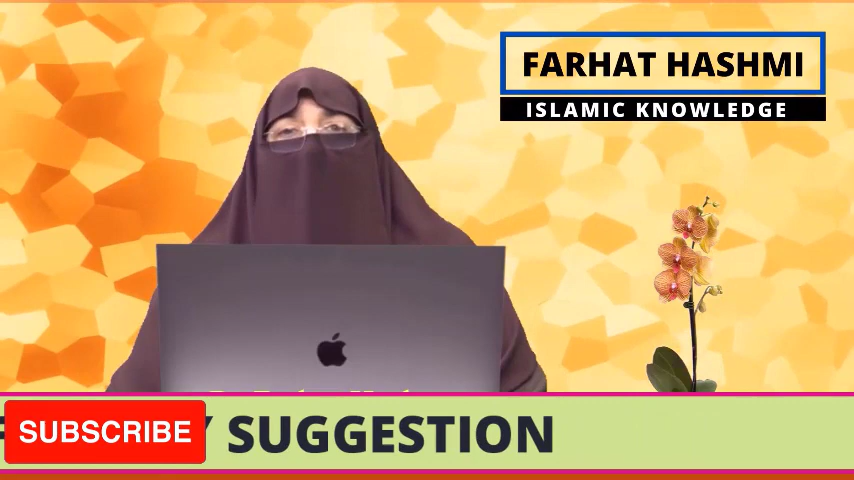 FARHAT HASHMI
ISLAMIC KNOWLEDGE
SUBSCRIBE
SUGGESTION